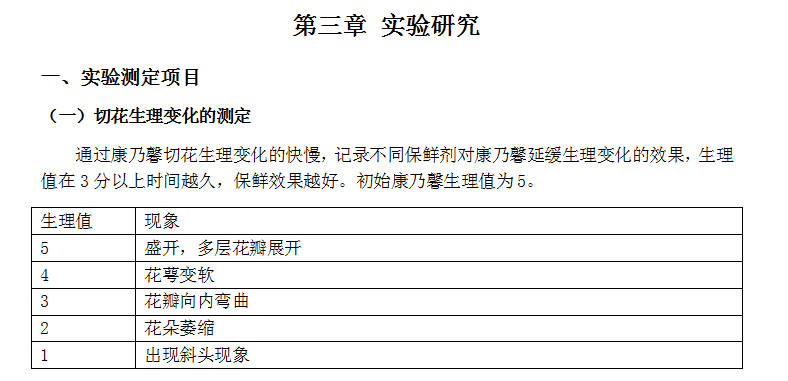 第三章 实验研究
一、实验测定项目
（一）切花生理变化的测定
通过康乃馨切花生理变化的快慢，记录不同保鲜剂对康乃馨延缓生理变化的效果，生理
值在3分以上时间越久，保鲜效果越好。初始康乃馨生理值为5。
生理值 现象
5 盛开，多层花瓣展开
4 花萼变软
3 花瓣向内弯曲
2 花朵萎缩
1 出现斜头现象